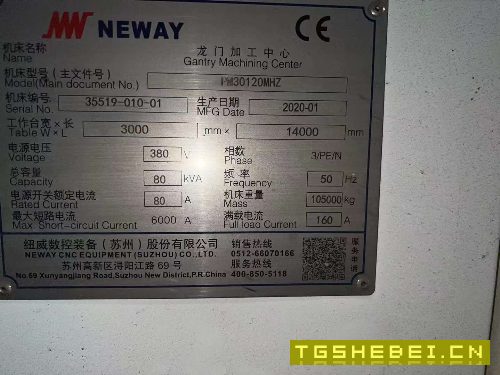 NEWAY
机床名称 Name 龙门加工中心 Gantry Machining Center
机床型号(主文件号) Model(Main document No.) PM30120MHZ
机床编号 Serial No. 35519-010-01 生产日期 MFG Date 2020-01
工作台宽×长 Table W×L 3000 mm× 14000 mm
电源电压 Voltage 380 V 相数 Phase 3/PE/N
总容量 Capacity 80 kVA 频率 Frequency 50 Hz
电源开关额定电流 Rated Current 80 A 机床重量 Mass 105000 kg
最大短路电流 Max. Short-circuit Current 6000 A 满载电流 Full load Current 160 A
纽威数控装备(苏州)股份有限公司 销售热线
NEWAY CNC EQUIPMENT (SUZHOU) CO.,LTD. 0512-66070166
苏州高新区浔阳江路69号 服务热线
No.69 Xunyangjiang Road,Suzhou New District,P.R.China 400-850-5118
服务申请
TGSHEBEI.CN